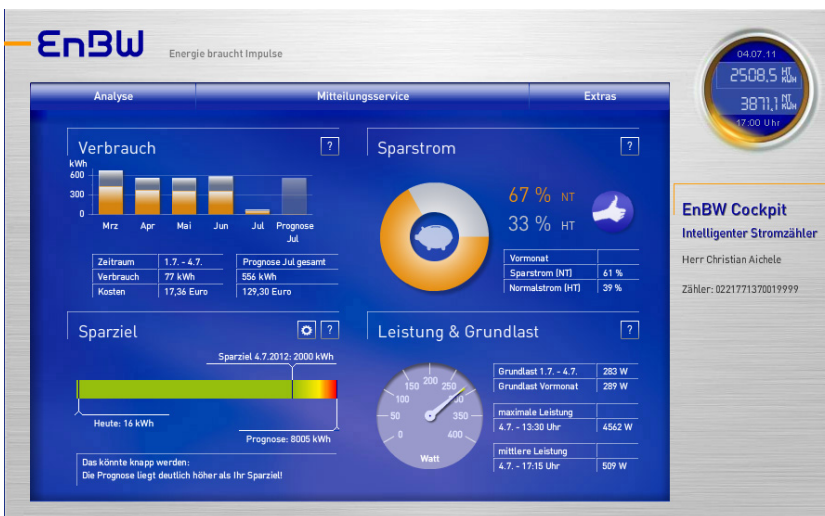 EnBW
Energie braucht Impulse
04.07.11
2508,5 HT KWH
3871,1 NT KWH
17:00 Uhr
Analyse
Mitteilungsservice
Extras
Verbrauch
?
kWh
600
300
0
Mrz Apr Mai Jun Jul Prognose
Jul
Zeitraum 1.7. - 4.7. Prognose Jul gesamt
Verbrauch 77 kWh 556 kWh
Kosten 17,36 Euro 129,30 Euro
Sparstrom
?
67 % NT
33 % HT
Vormonat
Sparstrom (NT) 61 %
Normalstrom (HT) 39 %
EnBW Cockpit
Intelligenter Stromzähler
Herr Christian Aichele
Zähler: 0221771370019999
Sparziel
?
Sparziel 4.7.2012: 2000 kWh
Heute: 16 kWh
Prognose: 8005 kWh
Das könnte knapp werden:
Die Prognose liegt deutlich höher als Ihr Sparziel!
Leistung & Grundlast
?
0
50
100
150
200
250
300
350
400
Watt
Grundlast 1.7. - 4.7. 283 W
Grundlast Vormonat 289 W
maximale Leistung
4.7. - 13:30 Uhr 4562 W
mittlere Leistung
4.7. - 17:15 Uhr 509 W